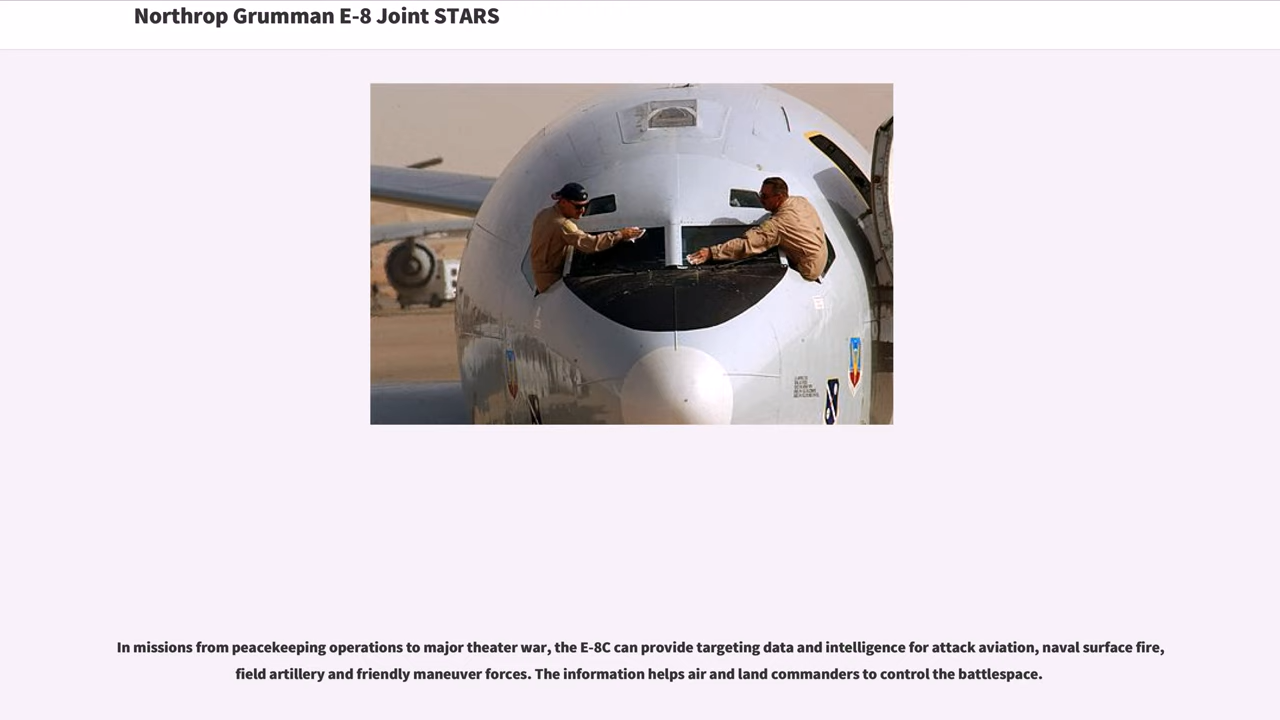 Northrop Grumman E-8 Joint STARS
In missions from peacekeeping operations to major theater war, the E-8C can provide targeting data and intelligence for attack aviation, naval surface fire,
field artillery and friendly maneuver forces. The information helps air and land commanders to control the battlespace.